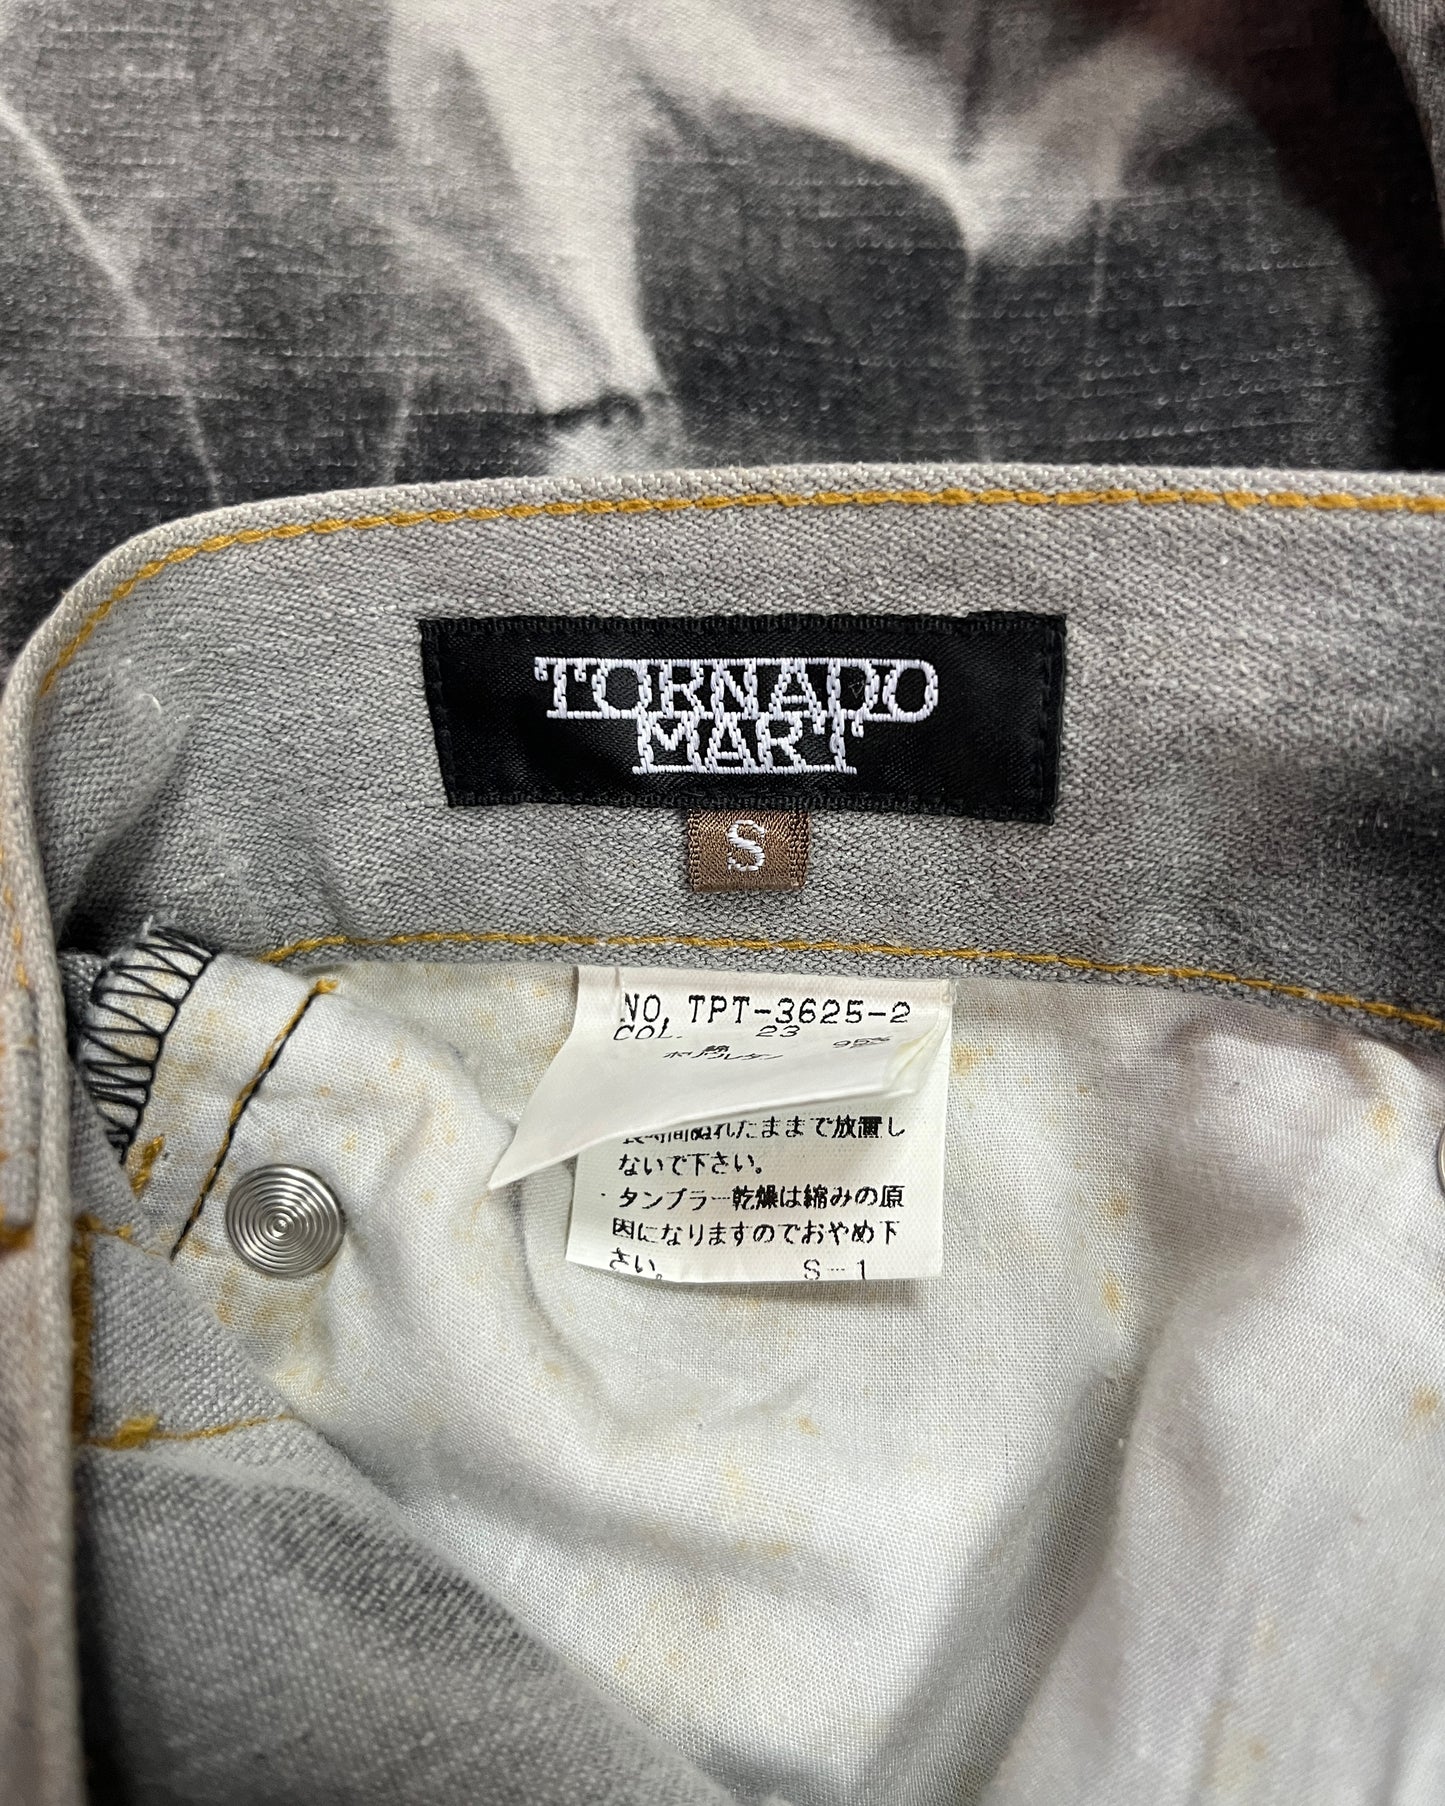 TORNADO
MART
S
NO. TPT-3625-2
COL. 23
綿 95%
ポリウレタン
長時間ぬれたままで放置し
ないで下さい。
・タンブラー乾燥は縮みの原
因になりますのでおやめ下
さい。 S-1